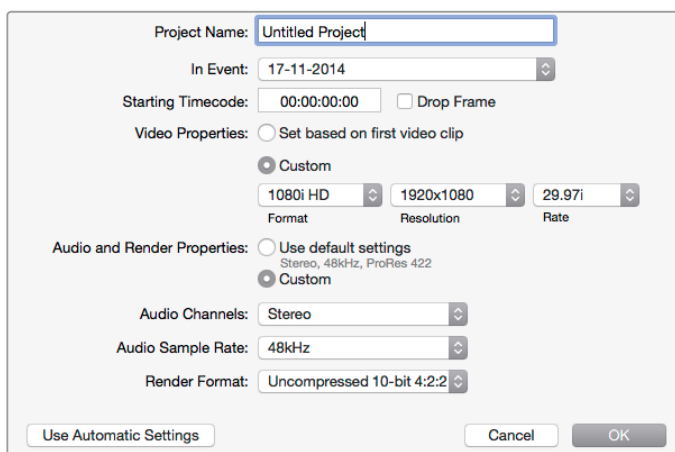 Project Name: Untitled Project
In Event: 17-11-2014
Starting Timecode: 00:00:00:00 Drop Frame
Video Properties: Set based on first video clip
Custom
1080i HD 1920x1080 29.97i
Format Resolution Rate
Audio and Render Properties: Use default settings
Stereo, 48kHz, ProRes 422
Custom
Audio Channels: Stereo
Audio Sample Rate: 48kHz
Render Format: Uncompressed 10-bit 4:2:2
Use Automatic Settings Cancel OK